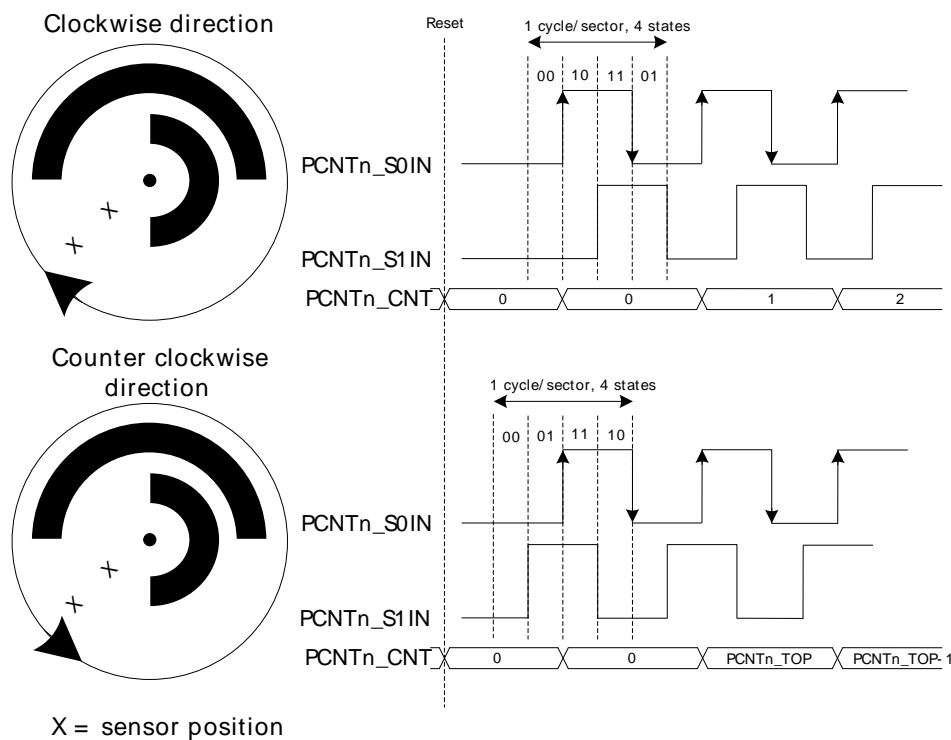 Clockwise direction
Reset
1 cycle/sector, 4 states
00 10 11 01
PCNTn_S0IN
PCNTn_S1IN
PCNTn_CNT 0 0 1 2
X X
Counter clockwise
direction
1 cycle/sector, 4 states
00 01 11 10
PCNTn_S0IN
PCNTn_S1IN
PCNTn_CNT 0 0 PCNTn_TOP PCNTn_TOP-1
X X
X = sensor position